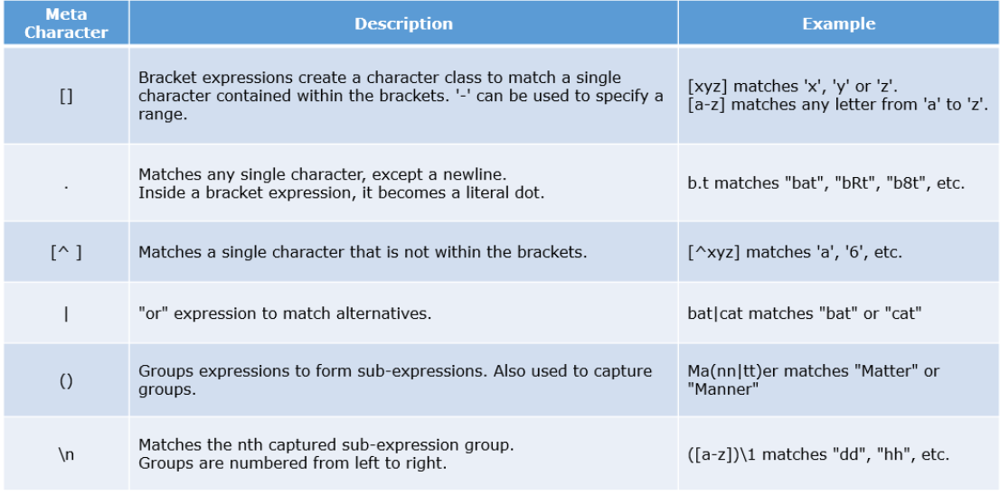 Meta
Character
Description
Example
[]
Bracket expressions create a character class to match a single
character contained within the brackets. '-' can be used to specify a
range.
[xyz] matches 'x', 'y' or 'z'.
[a-z] matches any letter from 'a' to 'z'.
.
Matches any single character, except a newline.
Inside a bracket expression, it becomes a literal dot.
b.t matches "bat", "bRt", "b8t", etc.
[^ ]
Matches a single character that is not within the brackets.
[^xyz] matches 'a', '6', etc.
|
"or" expression to match alternatives.
bat|cat matches "bat" or "cat"
()
Groups expressions to form sub-expressions. Also used to capture
groups.
Ma(nn|tt)er matches "Matter" or
"Manner"
\n
Matches the nth captured sub-expression group.
Groups are numbered from left to right.
([a-z])\1 matches "dd", "hh", etc.